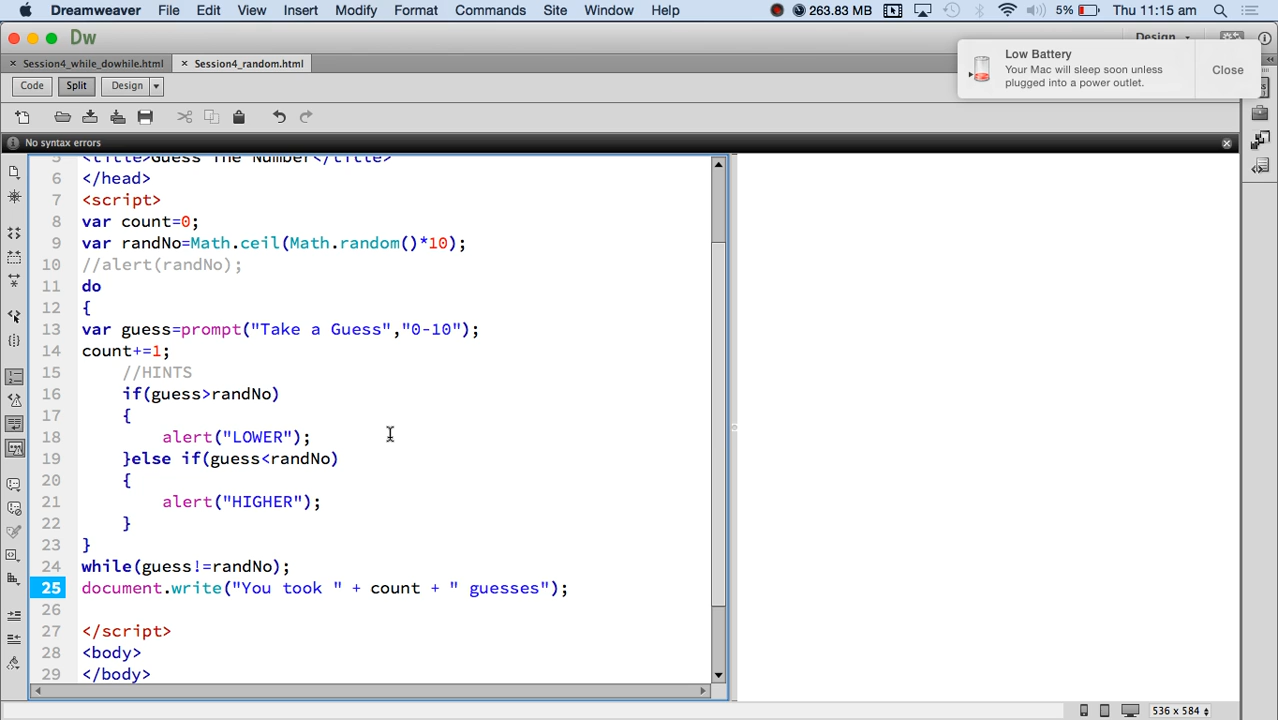 Dreamweaver File Edit View Insert Modify Format Commands Site Window Help 263.83 MB 5% Thu 11:15 am
Dw
Design
Low Battery
Your Mac will sleep soon unless
plugged into a power outlet.
Close
Session4_while_dowhile.html
Session4_random.html
Code Split Design
No syntax errors
5 <title>Guess The Number</title>
6 </head>
7 <script>
8 var count=0;
9 var randNo=Math.ceil(Math.random()*10);
10 //alert(randNo);
11 do
12 {
13 var guess=prompt("Take a Guess","0-10");
14 count+=1;
15 //HINTS
16 if(guess>randNo)
17 {
18 alert("LOWER");
19 }else if(guess<randNo)
20 {
21 alert("HIGHER");
22 }
23 }
24 while(guess!=randNo);
25 document.write("You took " + count + " guesses");
26
27 </script>
28 <body>
29 </body>
536 x 584